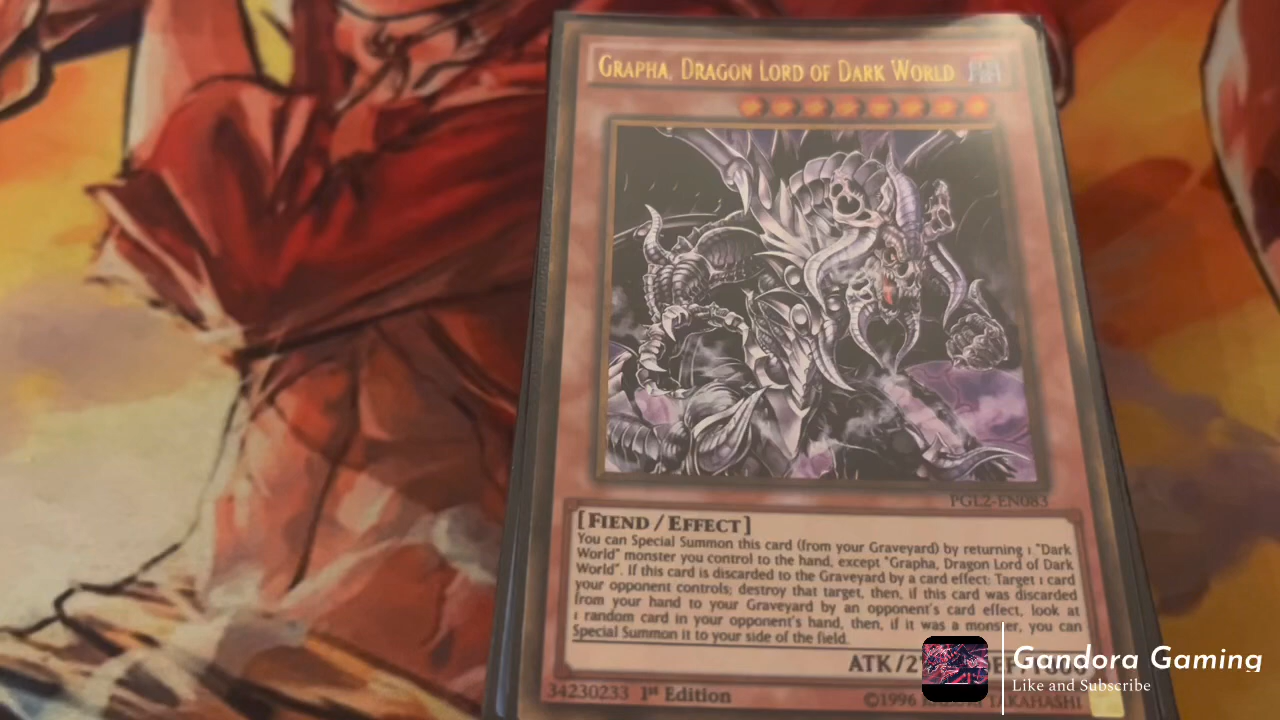 GRAPHA, DRAGON LORD OF DARK WORLD
PGL2-EN083
[FIEND/EFFECT]
You can Special Summon this card (from your Graveyard) by returning 1 "Dark
World" monster you control to the hand, except "Grapha, Dragon Lord of Dark
World". If this card is discarded to the Graveyard by a card effect: Target 1 card
your opponent controls; destroy that target, then, if this card was discarded
from your hand to your Graveyard by an opponent's card effect, look at
1 random card in your opponent's hand, then, if it was a monster, you can
Special Summon it to your side of the field.
ATK/2
34230233 1st Edition
©1996 TAKAHASHI
Gandora Gaming
Like and Subscribe